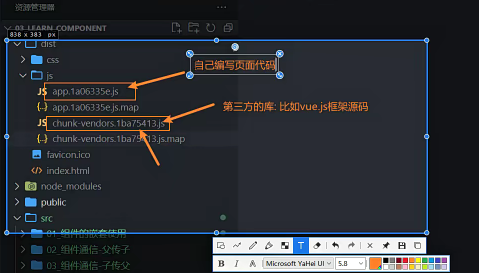 资源管理器
03_LEARN_COMPONENT
838 x 383 px
dist
css
js
自己编写页面代码
JS app.1a06335e.js
{..} app.1a06335e.js.map
第三方的库: 比如vue.js框架源码
JS chunk-vendors.1ba75413.js
{..} chunk-vendors.1ba75413.js.map
favicon.ico
index.html
node_modules
public
src
01_组件的嵌套使用
02_组件通信-父传子
03_组件通信-子传父
B I A Microsoft YaHei UI 5.8